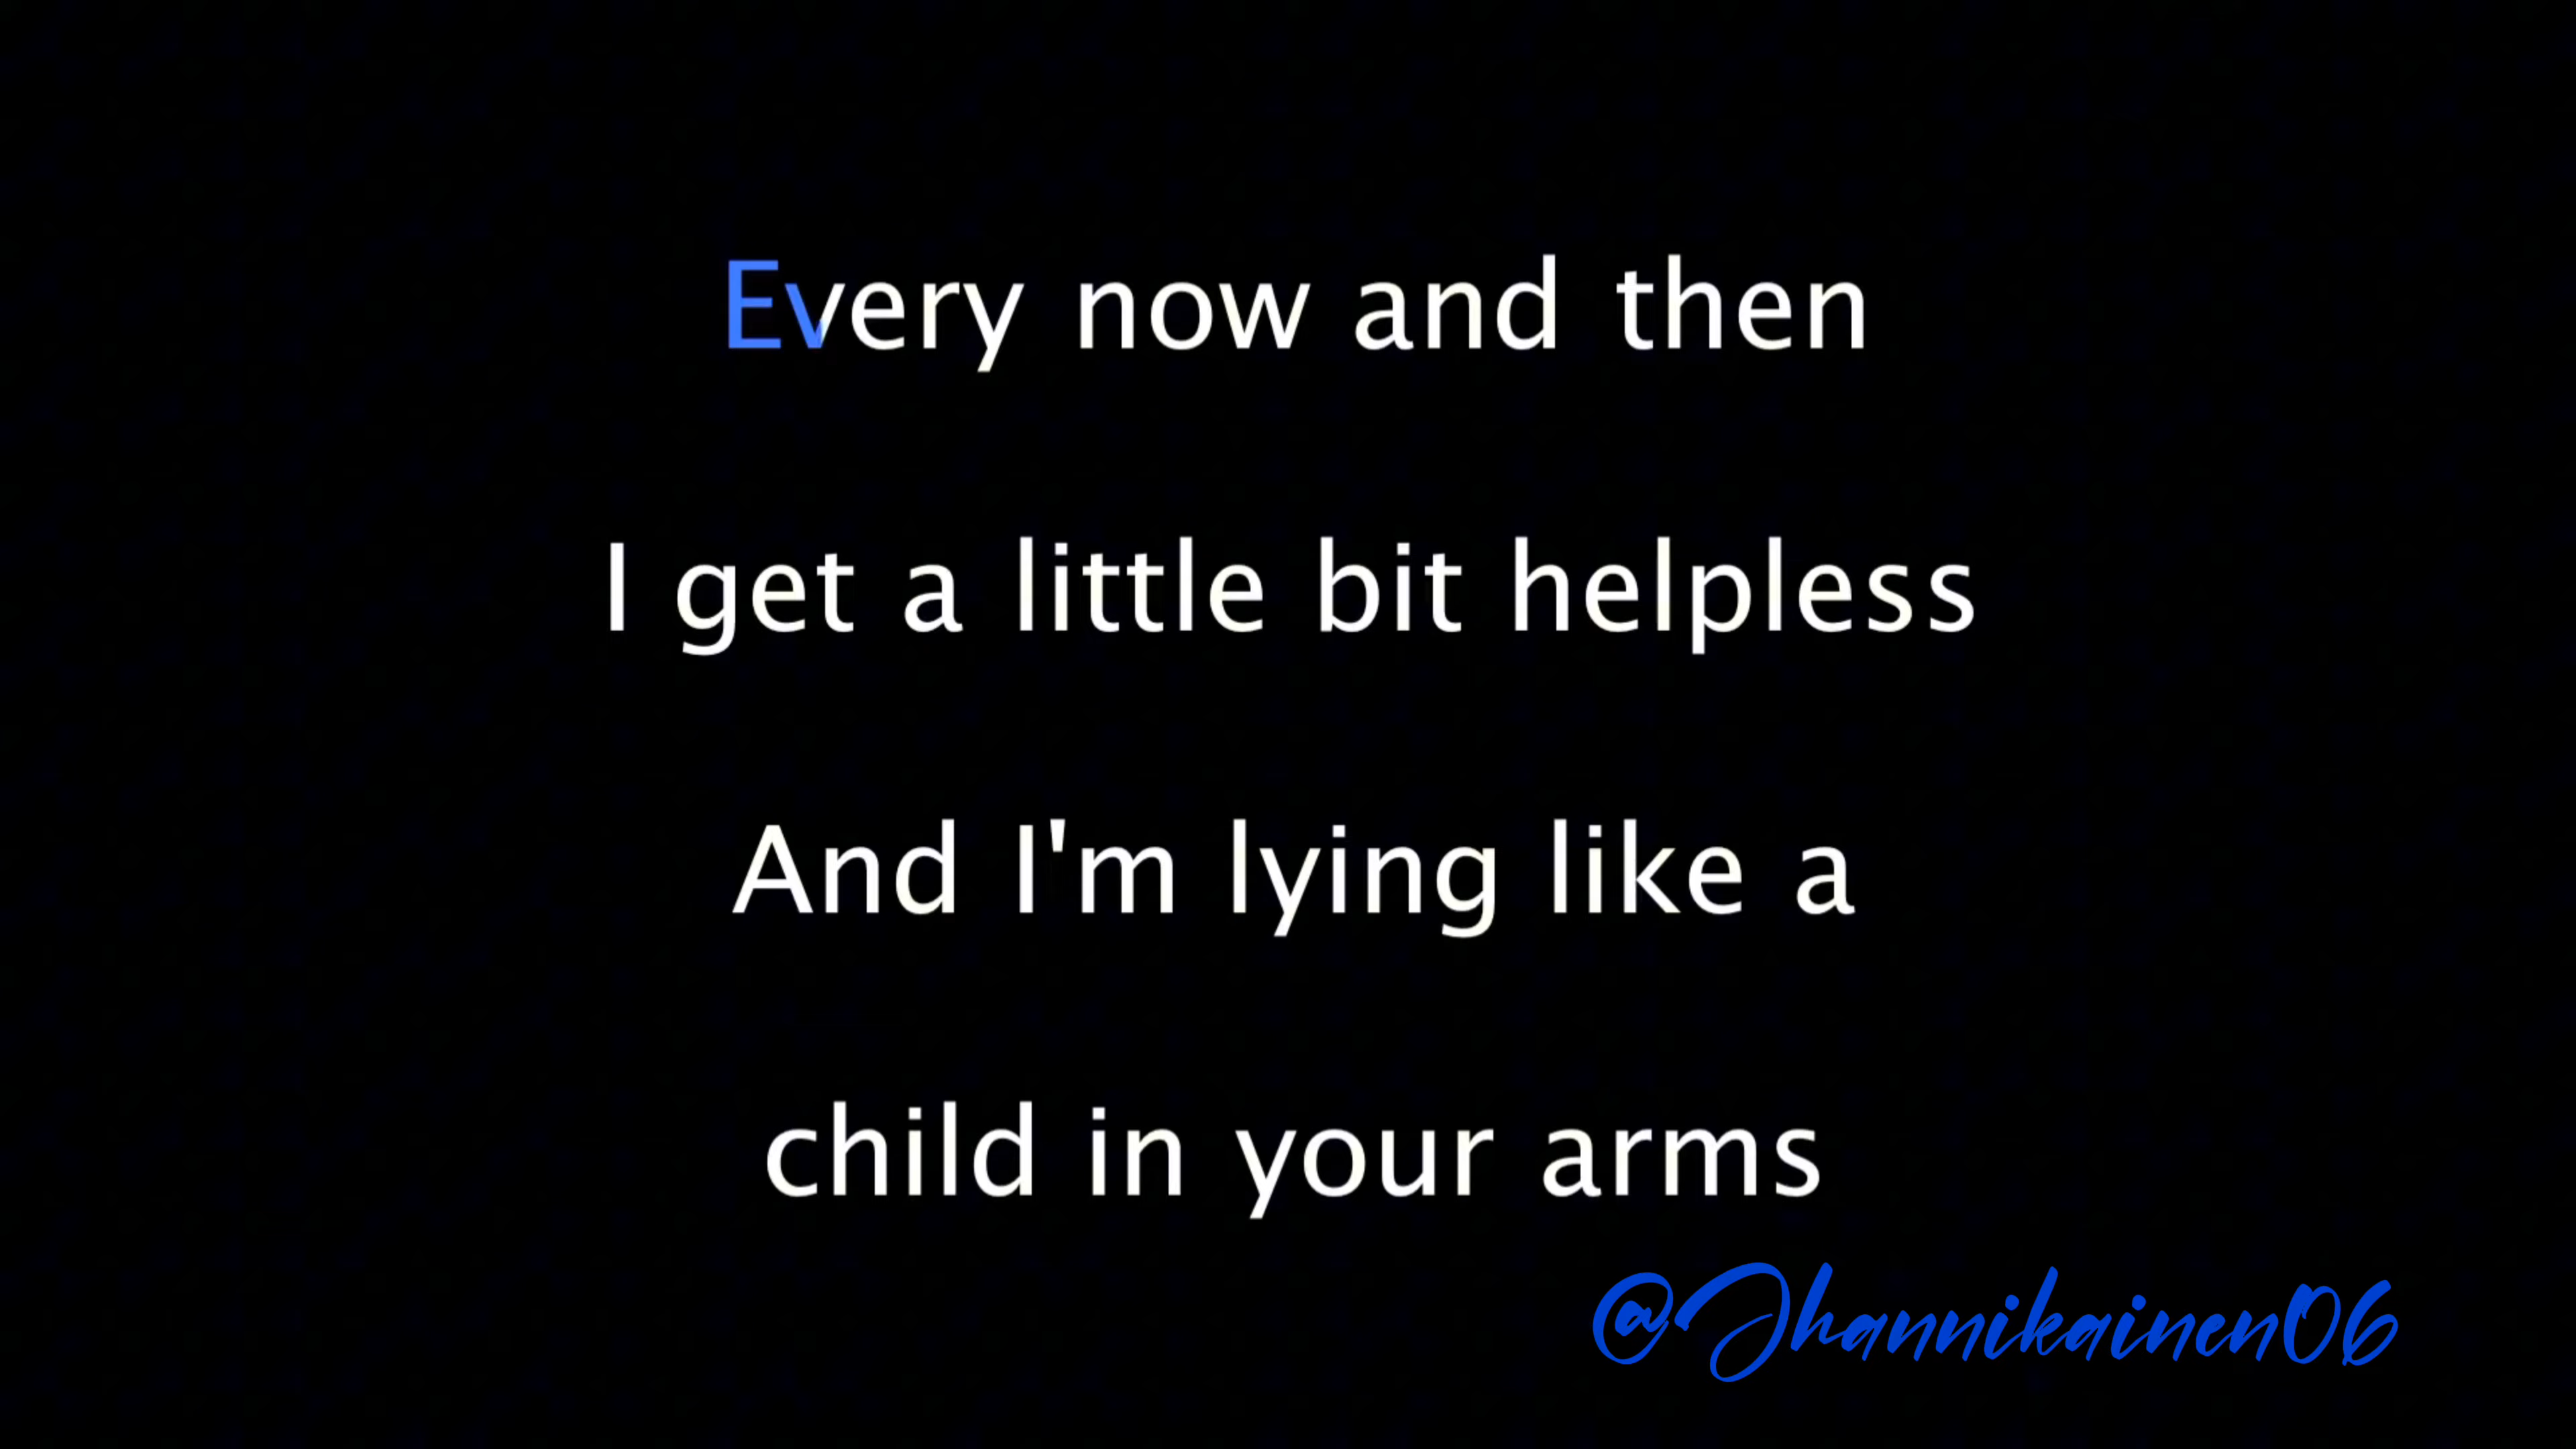 Every now and then
I get a little bit helpless
And I'm lying like a
child in your arms
@Jhannikainen06